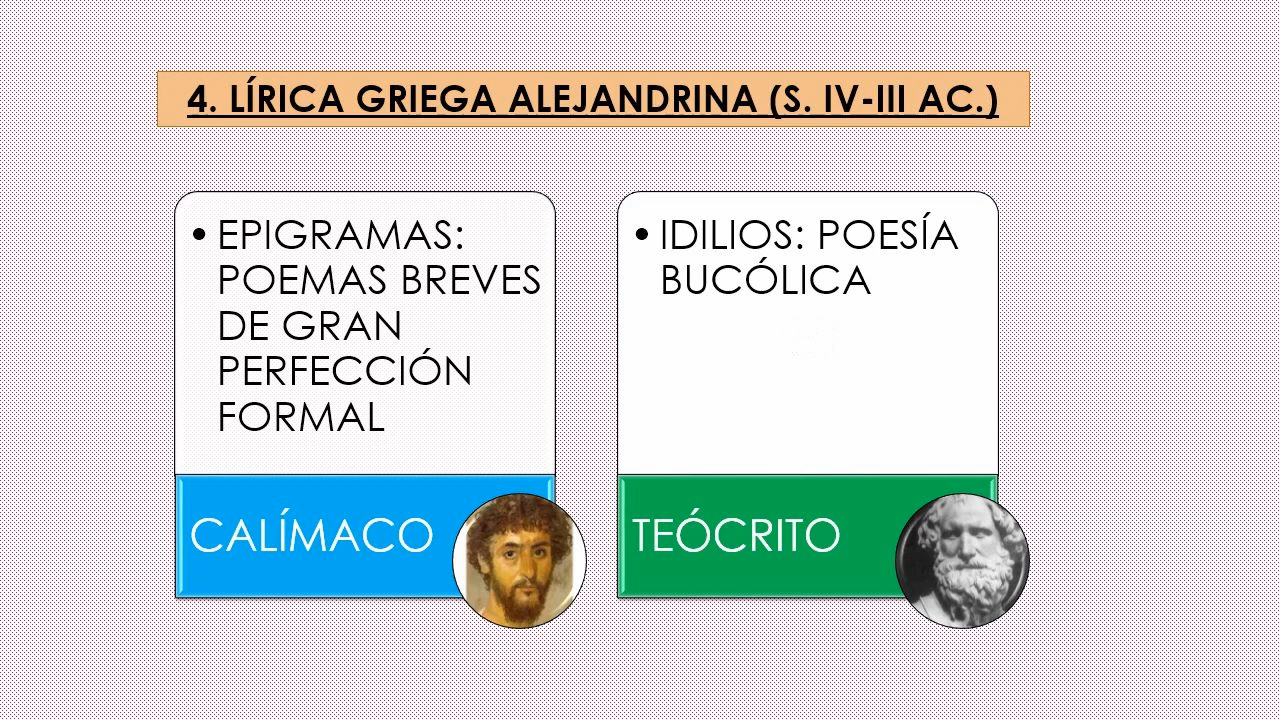 4. LÍRICA GRIEGA ALEJANDRINA (S. IV-III AC.)
• EPIGRAMAS:
POEMAS BREVES
DE GRAN
PERFECCIÓN
FORMAL
CALÍMACO
• IDILIOS: POESÍA
BUCÓLICA
TEÓCRITO